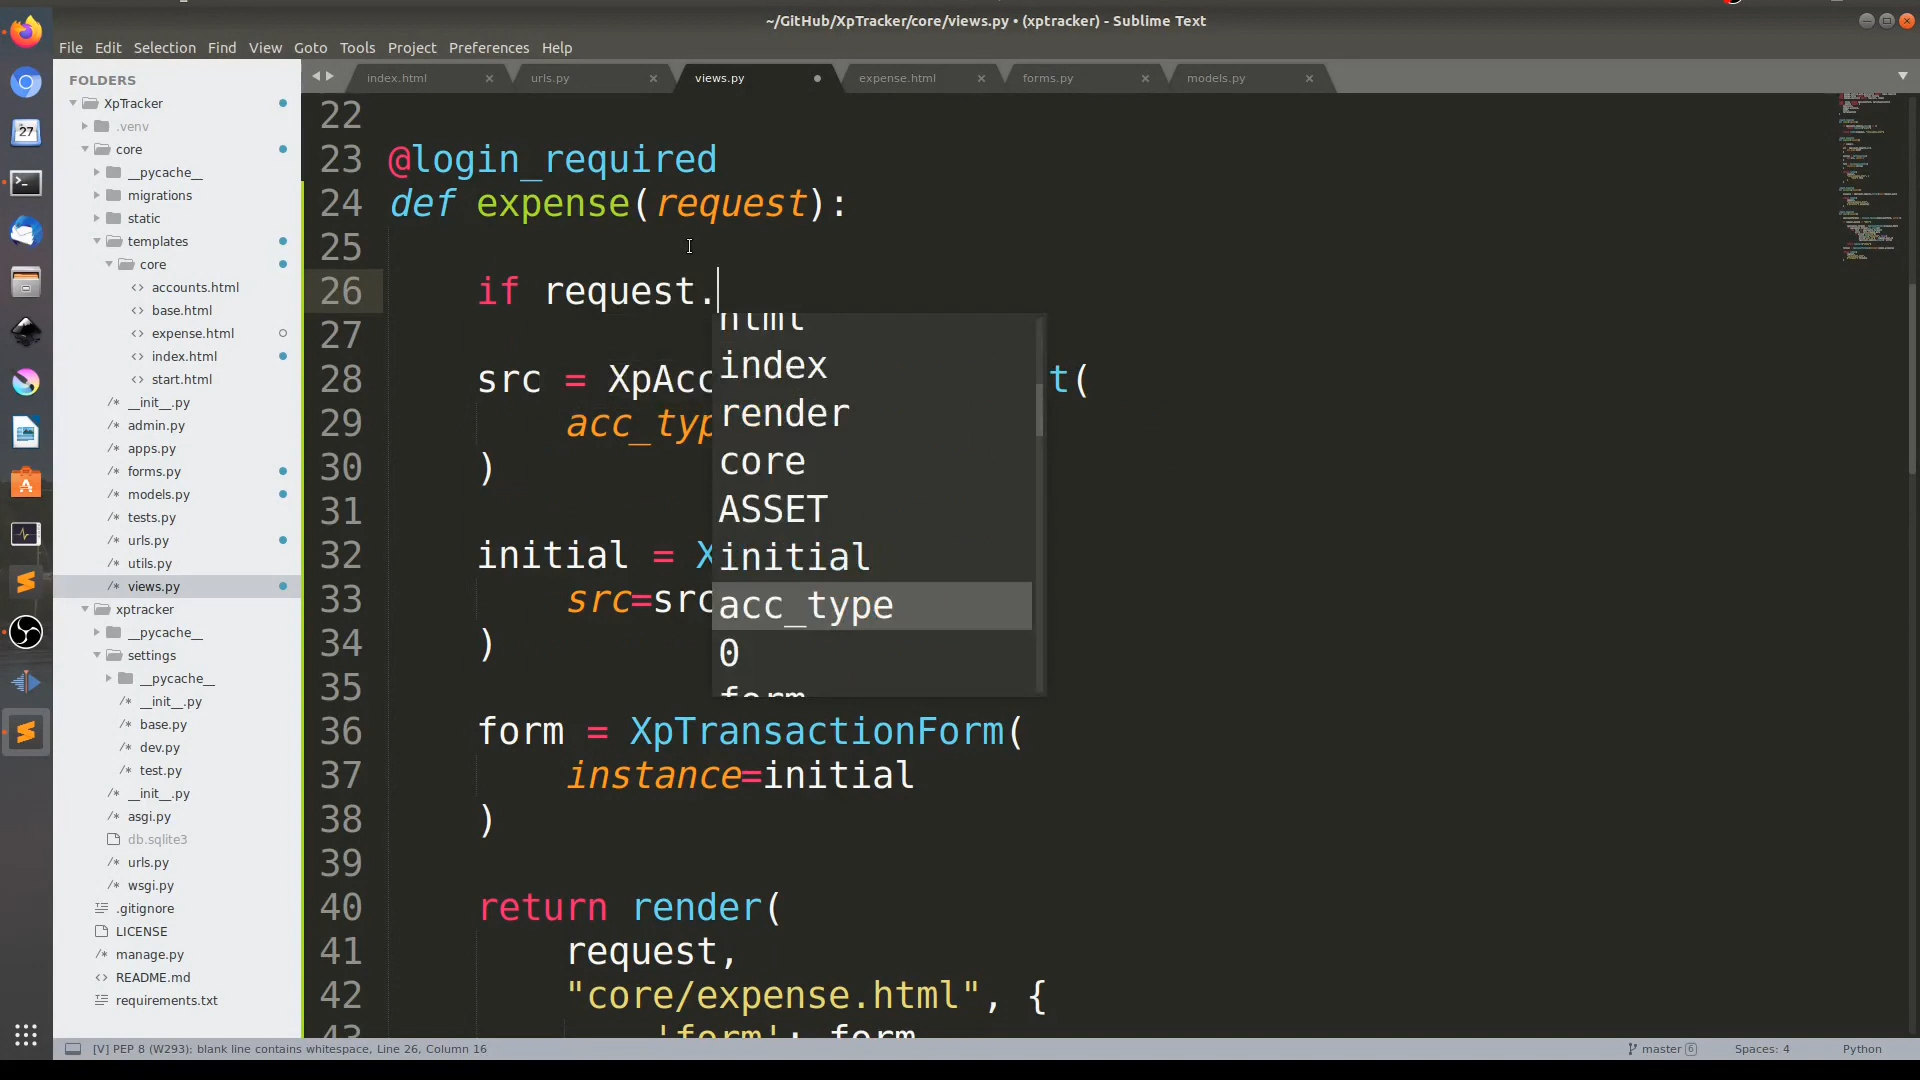 ~/GitHub/XpTracker/core/views.py • (xptracker) - Sublime Text
File Edit Selection Find View Goto Tools Project Preferences Help
index.html
urls.py
views.py
expense.html
forms.py
models.py
27
FOLDERS
XpTracker
.venv
core
__pycache__
migrations
static
templates
core
accounts.html
base.html
expense.html
index.html
start.html
__init__.py
admin.py
apps.py
forms.py
models.py
tests.py
urls.py
utils.py
views.py
xptracker
__pycache__
settings
__pycache__
__init__.py
base.py
dev.py
test.py
__init__.py
asgi.py
db.sqlite3
urls.py
wsgi.py
.gitignore
LICENSE
manage.py
README.md
requirements.txt
22
23 @login_required
24 def expense(request):
25
26 if request.
27
28 src = XpAcc t(
29 acc_typ
30 )
31
32 initial = X
33 src=src
34 )
35
36 form = XpTransactionForm(
37 instance=initial
38 )
39
40 return render(
41 request,
42 "core/expense.html", {
43 'form': form
html
index
render
core
ASSET
initial
acc_type
0
form
[V] PEP 8 (W293): blank line contains whitespace, Line 26, Column 16
master 6
Spaces: 4
Python